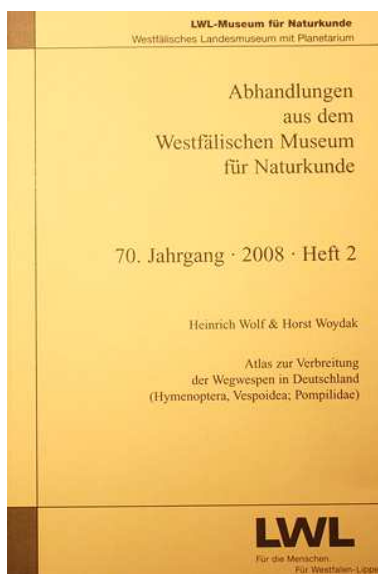 LWL-Museum für Naturkunde
Westfälisches Landesmuseum mit Planetarium
Abhandlungen
aus dem
Westfälischen Museum
für Naturkunde
70. Jahrgang · 2008 · Heft 2
Heinrich Wolf & Horst Woydak
Atlas zur Verbreitung
der Wegwespen in Deutschland
(Hymenoptera, Vespoidea; Pompilidae)
LWL
Für die Menschen.
Für Westfalen-Lippe